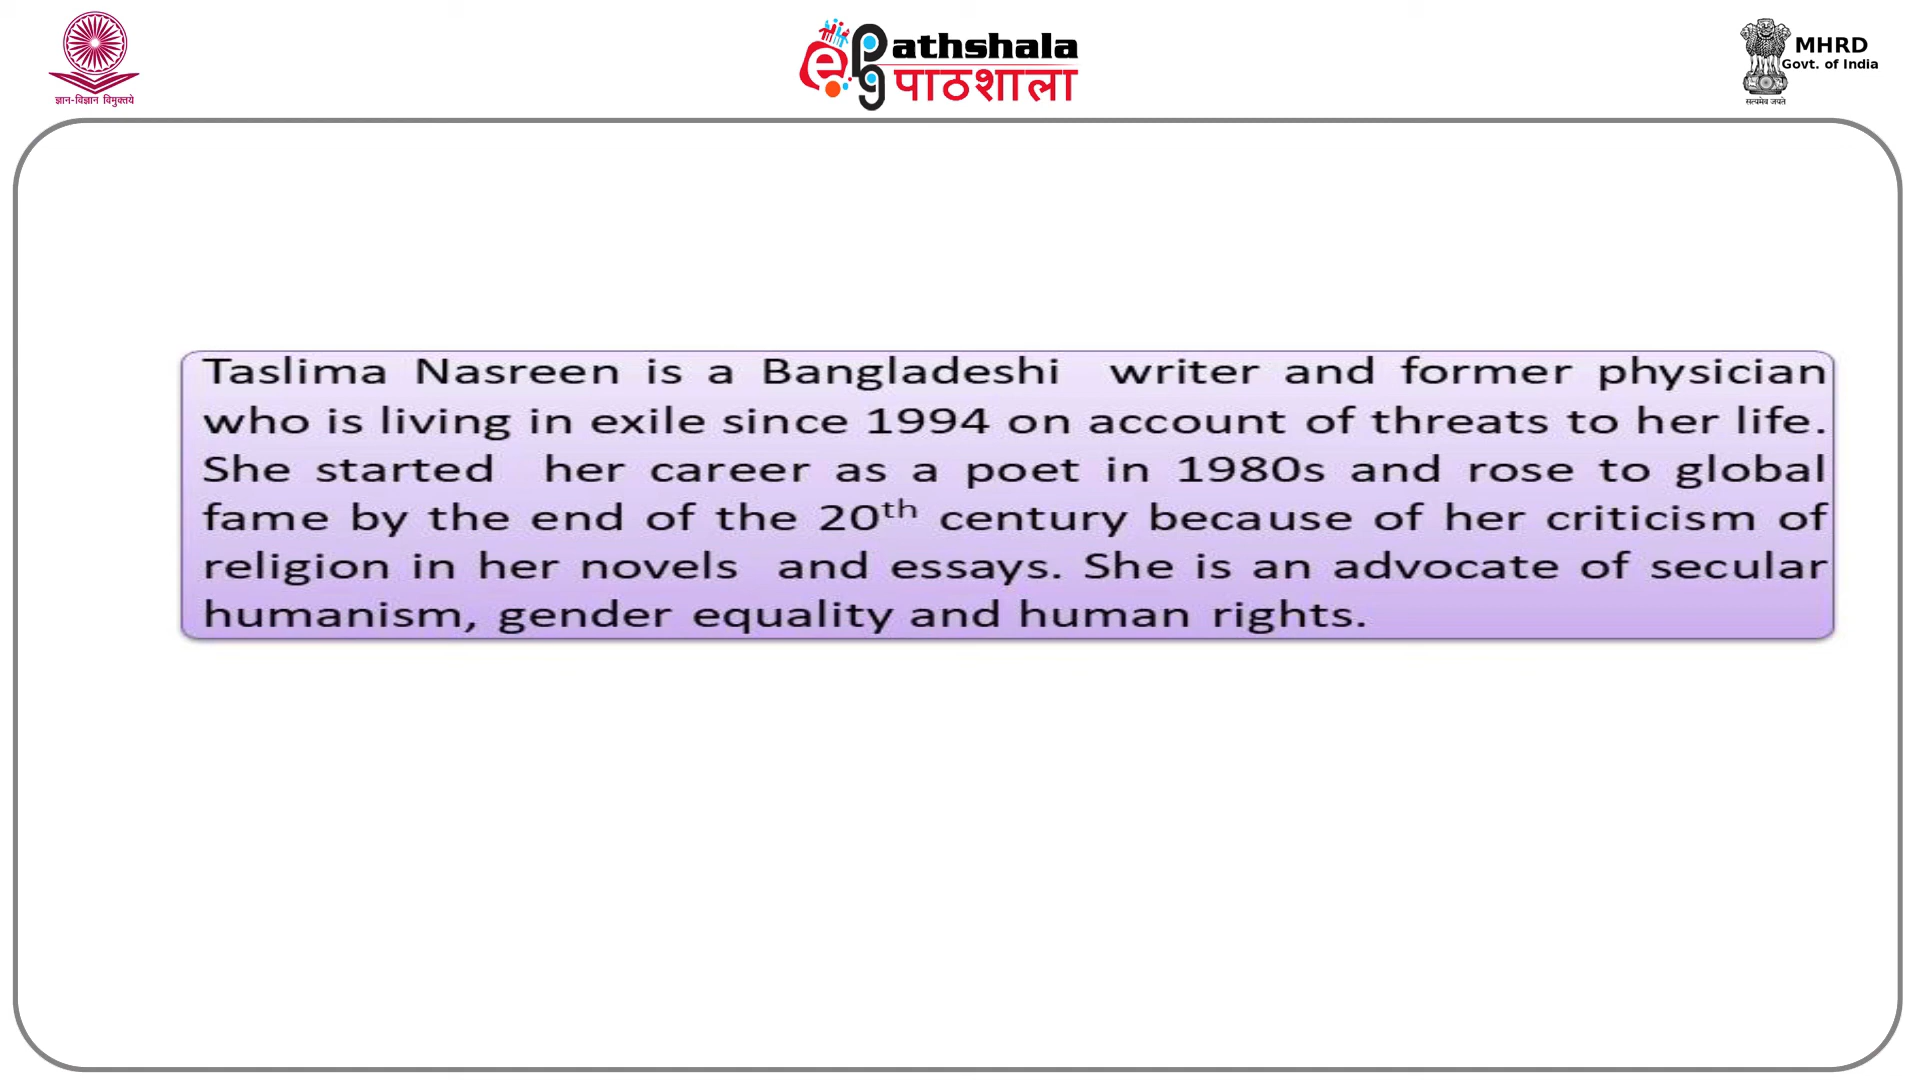 ज्ञान-विज्ञान विमुक्तये
e pg athshala
पाठशाला
MHRD
Govt. of India
सत्यमेव जयते
Taslima Nasreen is a Bangladeshi writer and former physician
who is living in exile since 1994 on account of threats to her life.
She started her career as a poet in 1980s and rose to global
fame by the end of the 20th century because of her criticism of
religion in her novels and essays. She is an advocate of secular
humanism, gender equality and human rights.